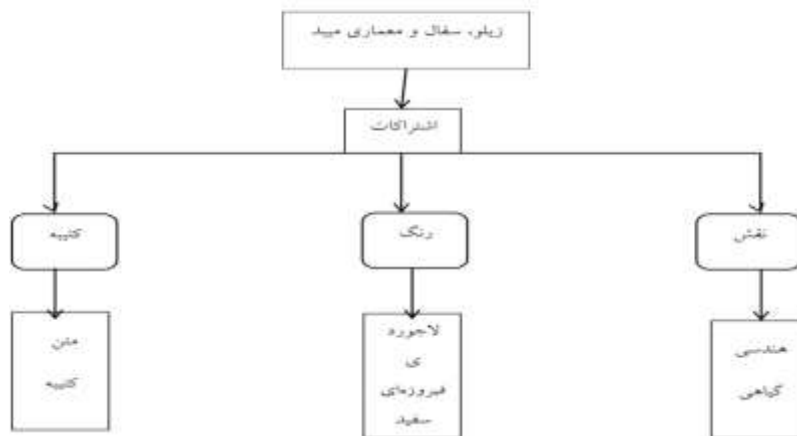 زیلو، سفال و معماری میبد
اشتراکات
نقش
رنگ
کتیبه
هندسی
گیاهی
لاجورد
ی
فیروزه‌ای
سفید
متن
کتیبه